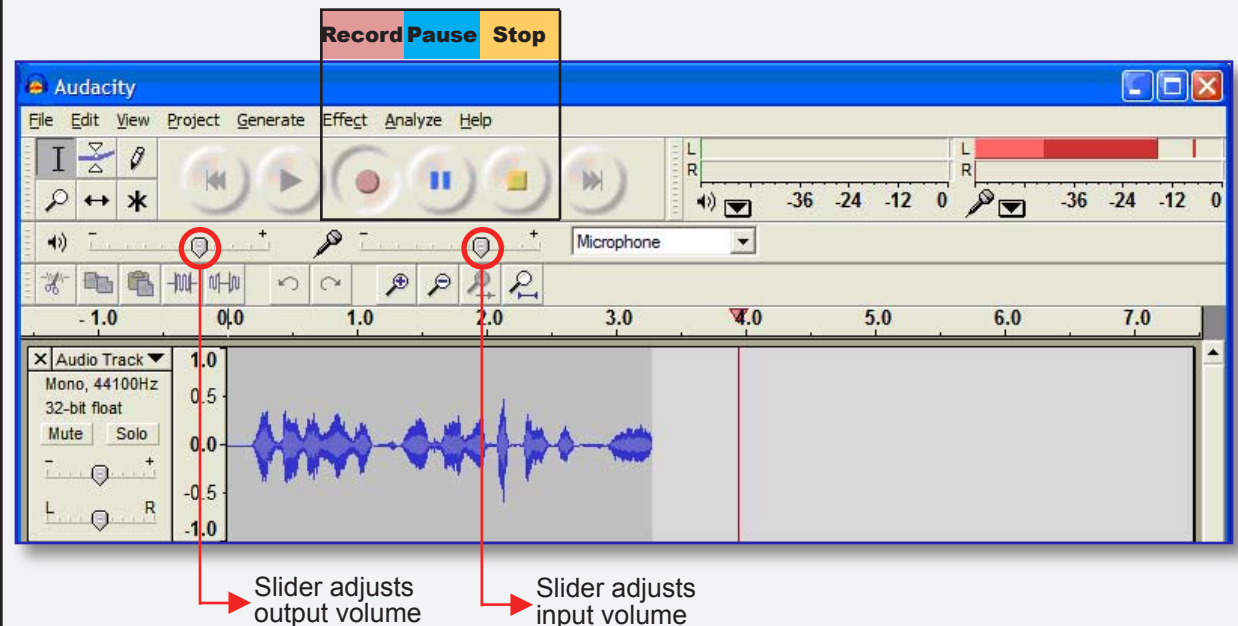 Record Pause Stop
Audacity
File Edit View Project Generate Effect Analyze Help
L
R
-36 -24 -12 0
L
R
-36 -24 -12 0
- + - + Microphone
- 1.0 0.0 1.0 2.0 3.0 4.0 5.0 6.0 7.0
Audio Track
Mono, 44100Hz
32-bit float
Mute Solo
- +
L R
1.0
0.5
0.0
-0.5
-1.0
Slider adjusts
output volume
Slider adjusts
input volume